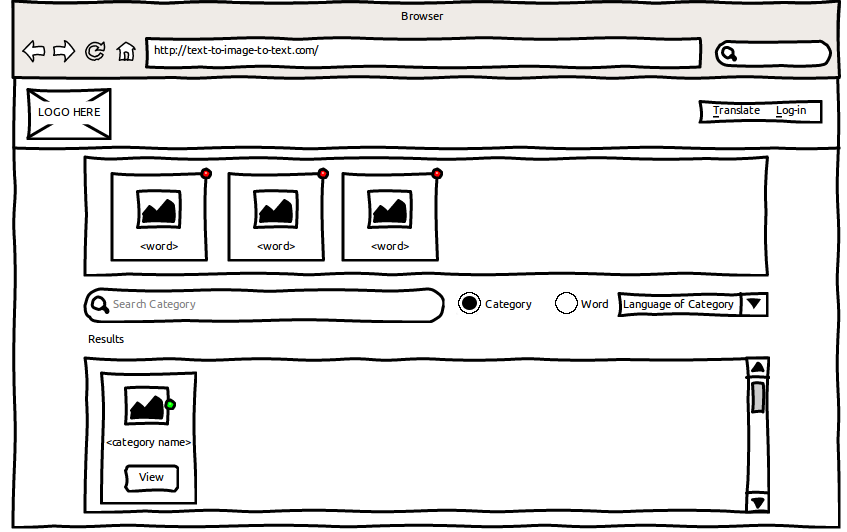 Browser
http://text-to-image-to-text.com/
LOGO HERE
Translate Log-in
<word> <word> <word>
Search Category Category Word Language of Category
Results
<category name>
View